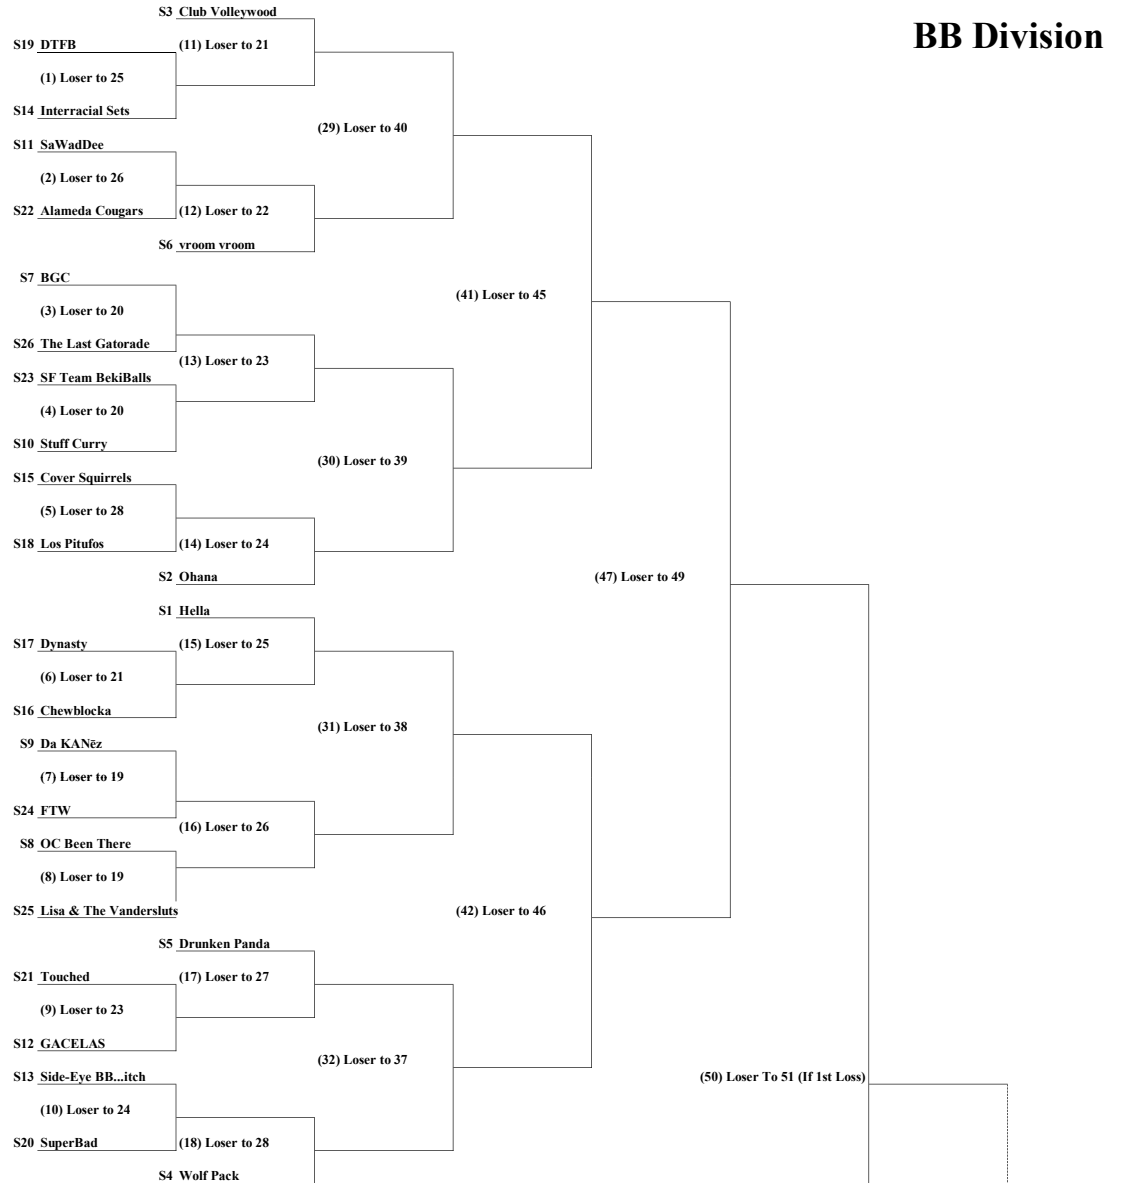 BB Division
S3 Club Volleywood
S19 DTFB
(11) Loser to 21
(1) Loser to 25
S14 Interracial Sets
(29) Loser to 40
S11 SaWadDee
(2) Loser to 26
S22 Alameda Cougars
(12) Loser to 22
S6 vroom vroom
S7 BGC
(41) Loser to 45
(3) Loser to 20
S26 The Last Gatorade
(13) Loser to 23
S23 SF Team BekiBalls
(4) Loser to 20
S10 Stuff Curry
(30) Loser to 39
S15 Cover Squirrels
(5) Loser to 28
S18 Los Pitufos
(14) Loser to 24
S2 Ohana
(47) Loser to 49
S1 Hella
S17 Dynasty
(15) Loser to 25
(6) Loser to 21
S16 Chewblocka
(31) Loser to 38
S9 Da KANēz
(7) Loser to 19
S24 FTW
(16) Loser to 26
S8 OC Been There
(8) Loser to 19
S25 Lisa & The Vandersluts
(42) Loser to 46
S5 Drunken Panda
S21 Touched
(17) Loser to 27
(9) Loser to 23
S12 GACELAS
(32) Loser to 37
S13 Side-Eye BB...itch
(50) Loser To 51 (If 1st Loss)
(10) Loser to 24
S20 SuperBad
(18) Loser to 28
S4 Wolf Pack